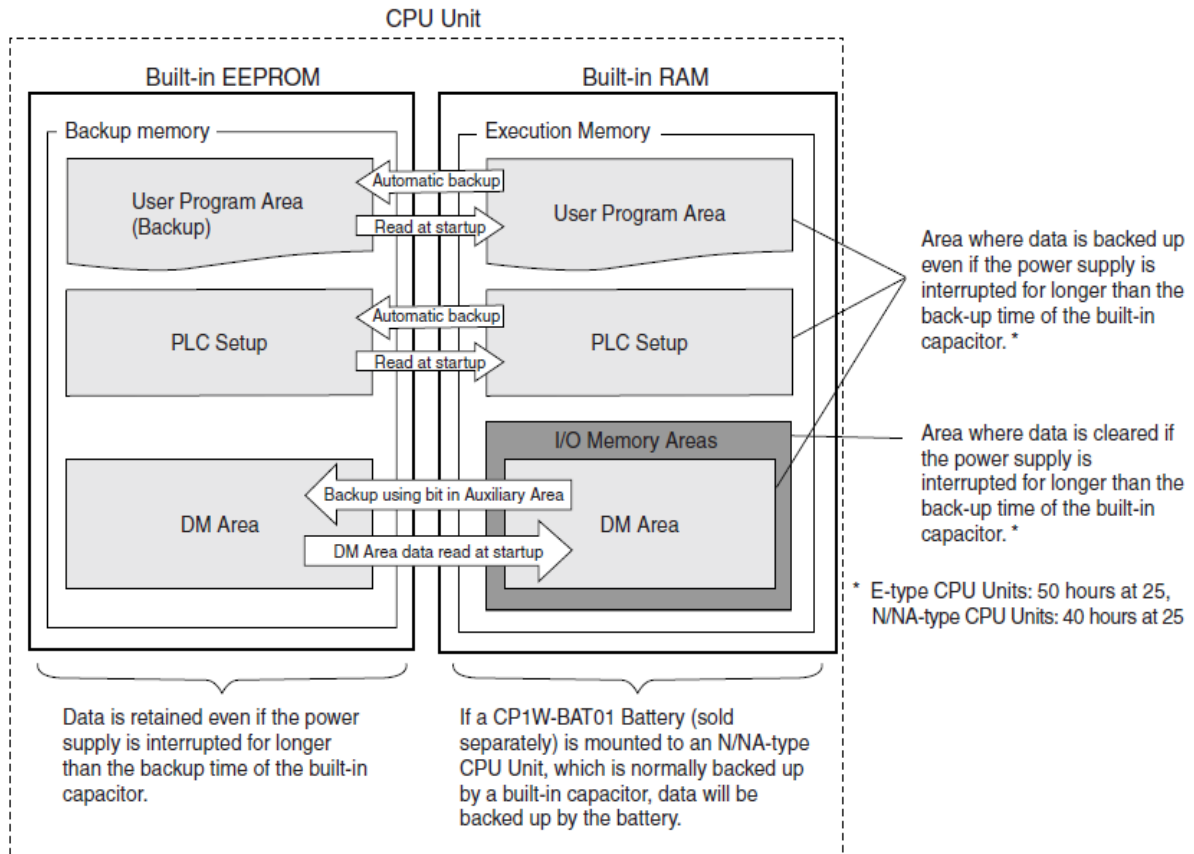 CPU Unit
Built-in EEPROM
Built-in RAM
Backup memory
Execution Memory
User Program Area
(Backup)
Automatic backup
Read at startup
User Program Area
PLC Setup
Automatic backup
Read at startup
PLC Setup
I/O Memory Areas
DM Area
Backup using bit in Auxiliary Area
DM Area data read at startup
DM Area
Area where data is backed up
even if the power supply is
interrupted for longer than the
back-up time of the built-in
capacitor. *
Area where data is cleared if
the power supply is
interrupted for longer than the
back-up time of the built-in
capacitor. *
* E-type CPU Units: 50 hours at 25,
N/NA-type CPU Units: 40 hours at 25
Data is retained even if the power
supply is interrupted for longer
than the backup time of the built-in
capacitor.
If a CP1W-BAT01 Battery (sold
separately) is mounted to an N/NA-type
CPU Unit, which is normally backed up
by a built-in capacitor, data will be
backed up by the battery.